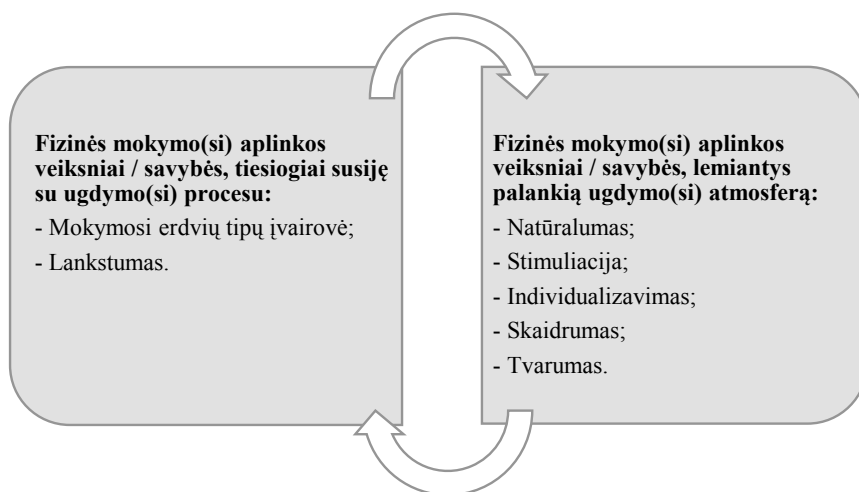 Fizinės mokymo(si) aplinkos
veiksniai / savybės, tiesiogiai susiję
su ugdymo(si) procesu:
- Mokymosi erdvių tipų įvairovė;
- Lankstumas.
Fizinės mokymo(si) aplinkos
veiksniai / savybės, lemiantys
palankią ugdymo(si) atmosferą:
- Natūralumas;
- Stimuliacija;
- Individualizavimas;
- Skaidrumas;
- Tvarumas.